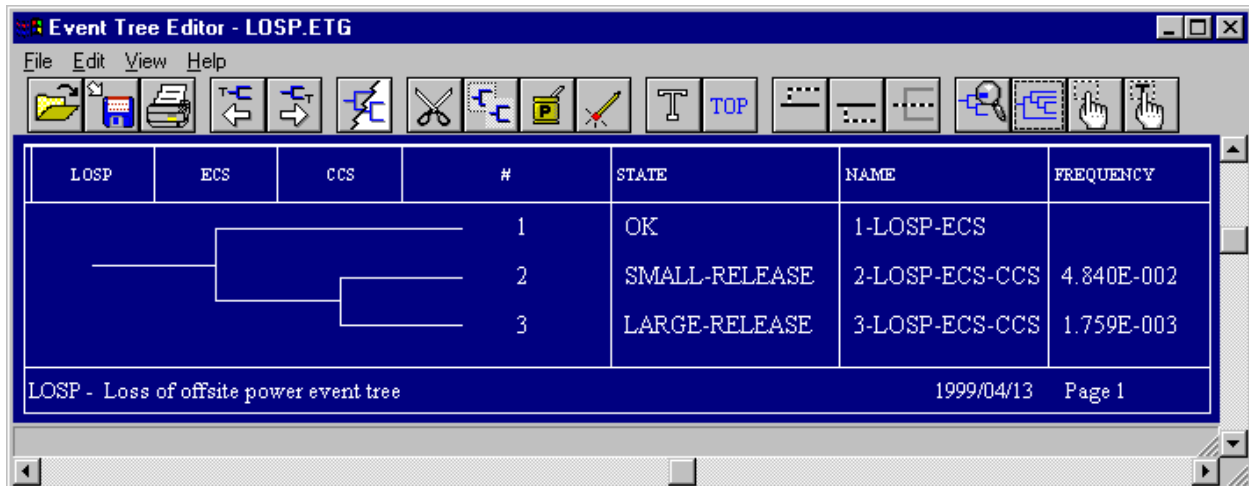 Event Tree Editor - LOSP.ETG
File Edit View Help
T T P T TOP T
LOSP ECS CCS # STATE NAME FREQUENCY
1 OK 1-LOSP-ECS
2 SMALL-RELEASE 2-LOSP-ECS-CCS 4.840E-002
3 LARGE-RELEASE 3-LOSP-ECS-CCS 1.759E-003
LOSP - Loss of offsite power event tree 1999/04/13 Page 1